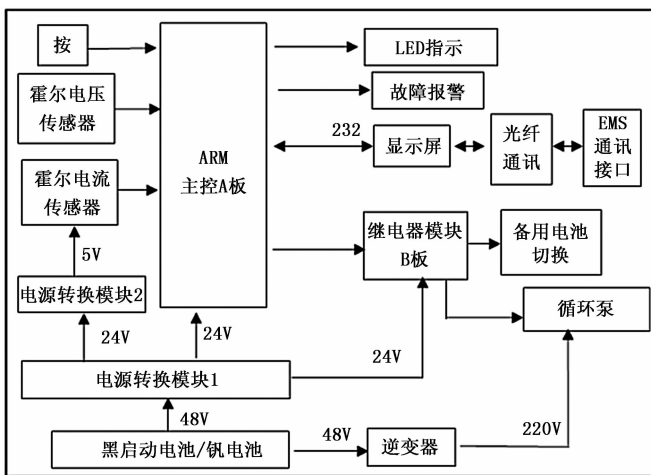 按
霍尔电压
传感器
霍尔电流
传感器
5V
电源转换模块2
24V
24V
电源转换模块1
48V
黑启动电池/钒电池
ARM
主控A板
LED指示
故障报警
232
显示屏
光纤
通讯
EMS
通讯
接口
继电器模块
B板
备用电池
切换
循环泵
24V
48V
逆变器
220V